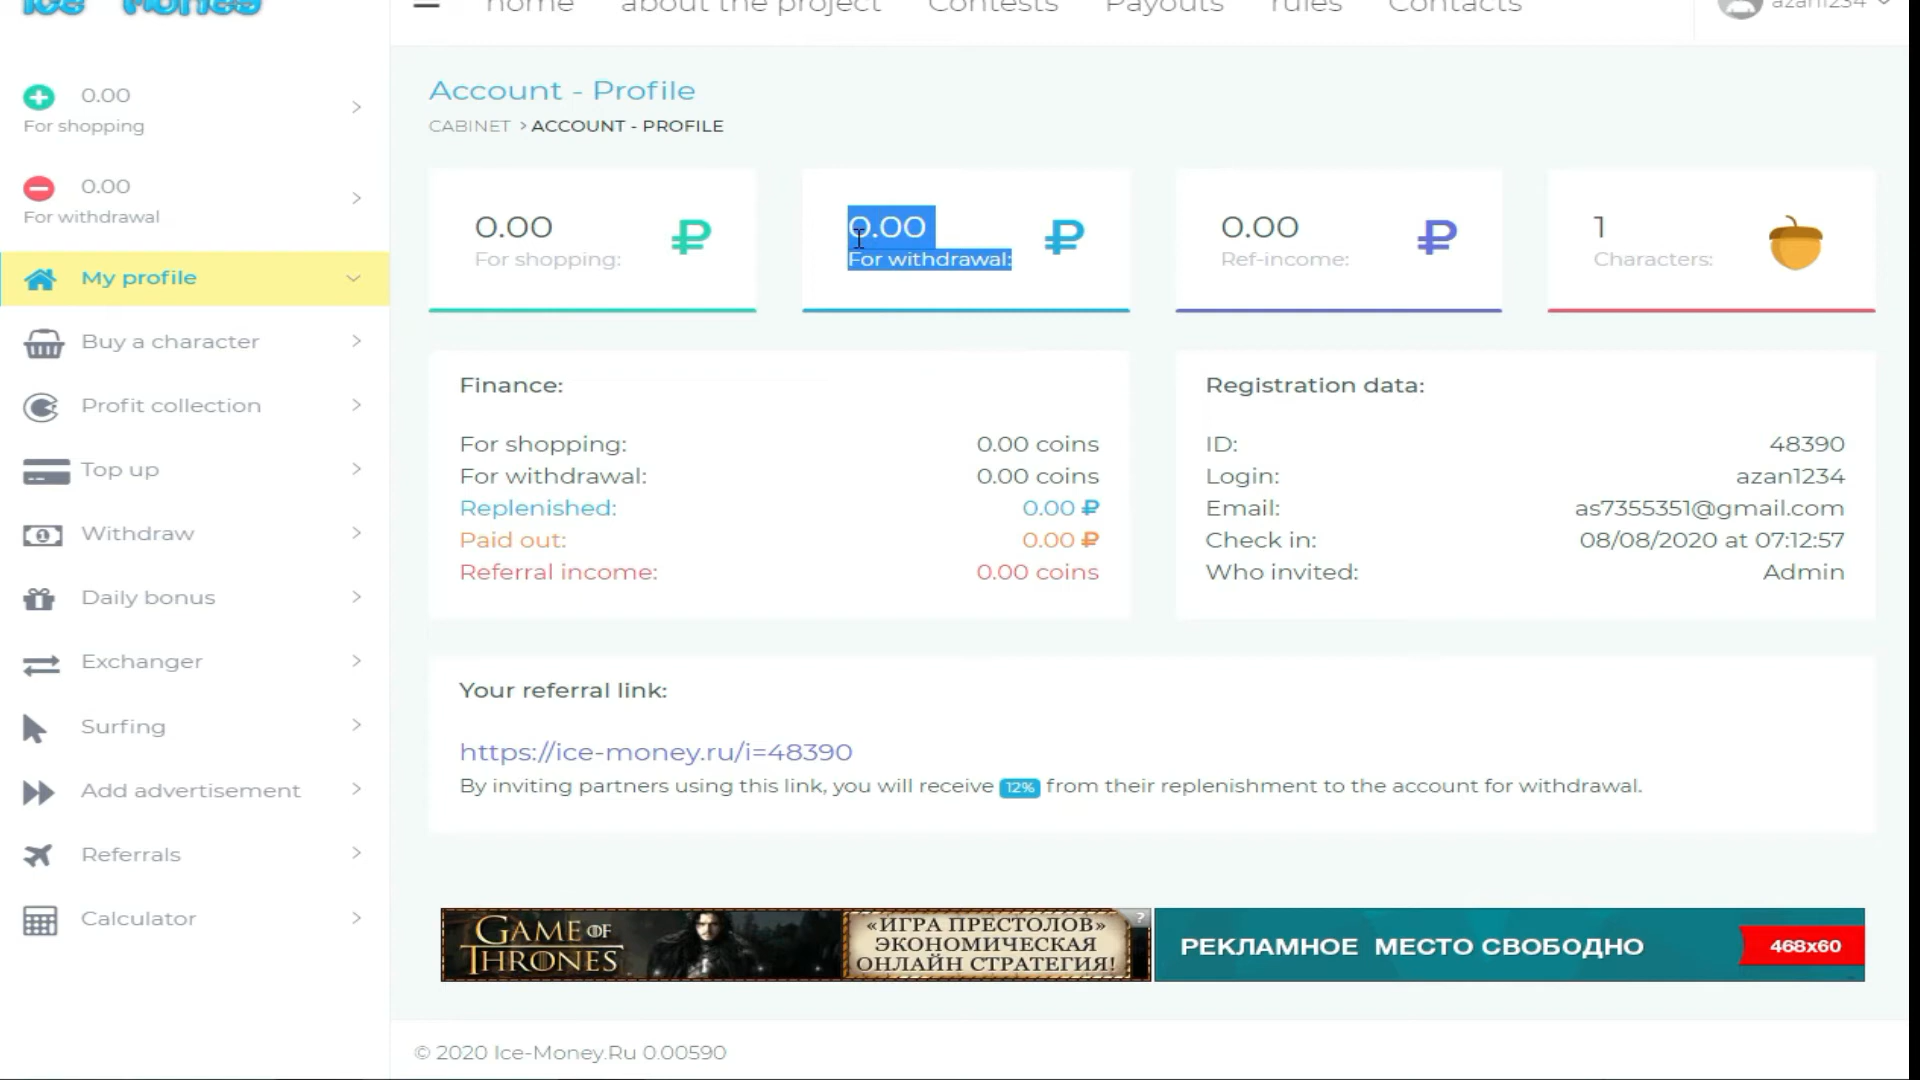 Ice Money
home about the project Contests Payouts rules Contacts
azan1234
0.00
For shopping
0.00
For withdrawal
My profile
Buy a character
Profit collection
Top up
Withdraw
Daily bonus
Exchanger
Surfing
Add advertisement
Referrals
Calculator
Account - Profile
CABINET > ACCOUNT - PROFILE
0.00 ₽
For shopping:
0.00 ₽
For withdrawal:
0.00 ₽
Ref-income:
1
Characters:
Finance:
For shopping: 0.00 coins
For withdrawal: 0.00 coins
Replenished: 0.00 ₽
Paid out: 0.00 ₽
Referral income: 0.00 coins
Registration data:
ID: 48390
Login: azan1234
Email: as7355351@gmail.com
Check in: 08/08/2020 at 07:12:57
Who invited: Admin
Your referral link:
https://ice-money.ru/i=48390
By inviting partners using this link, you will receive 12% from their replenishment to the account for withdrawal.
GAME OF
THRONES
«ИГРА ПРЕСТОЛОВ»
ЭКОНОМИЧЕСКАЯ
ОНЛАЙН СТРАТЕГИЯ!
?
РЕКЛАМНОЕ МЕСТО СВОБОДНО 468x60
© 2020 Ice-Money.Ru 0.00590